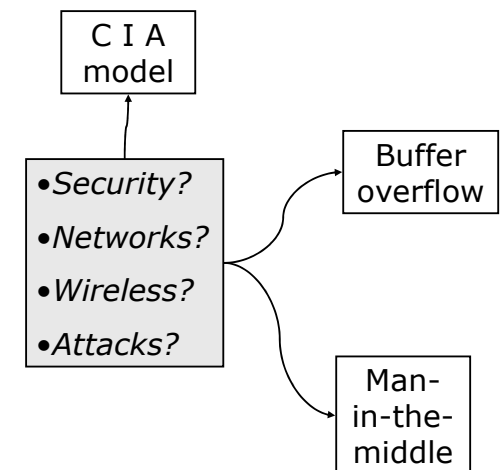 C I A
model
•Security?
•Networks?
•Wireless?
•Attacks?
Buffer
overflow
Man-
in-the-
middle